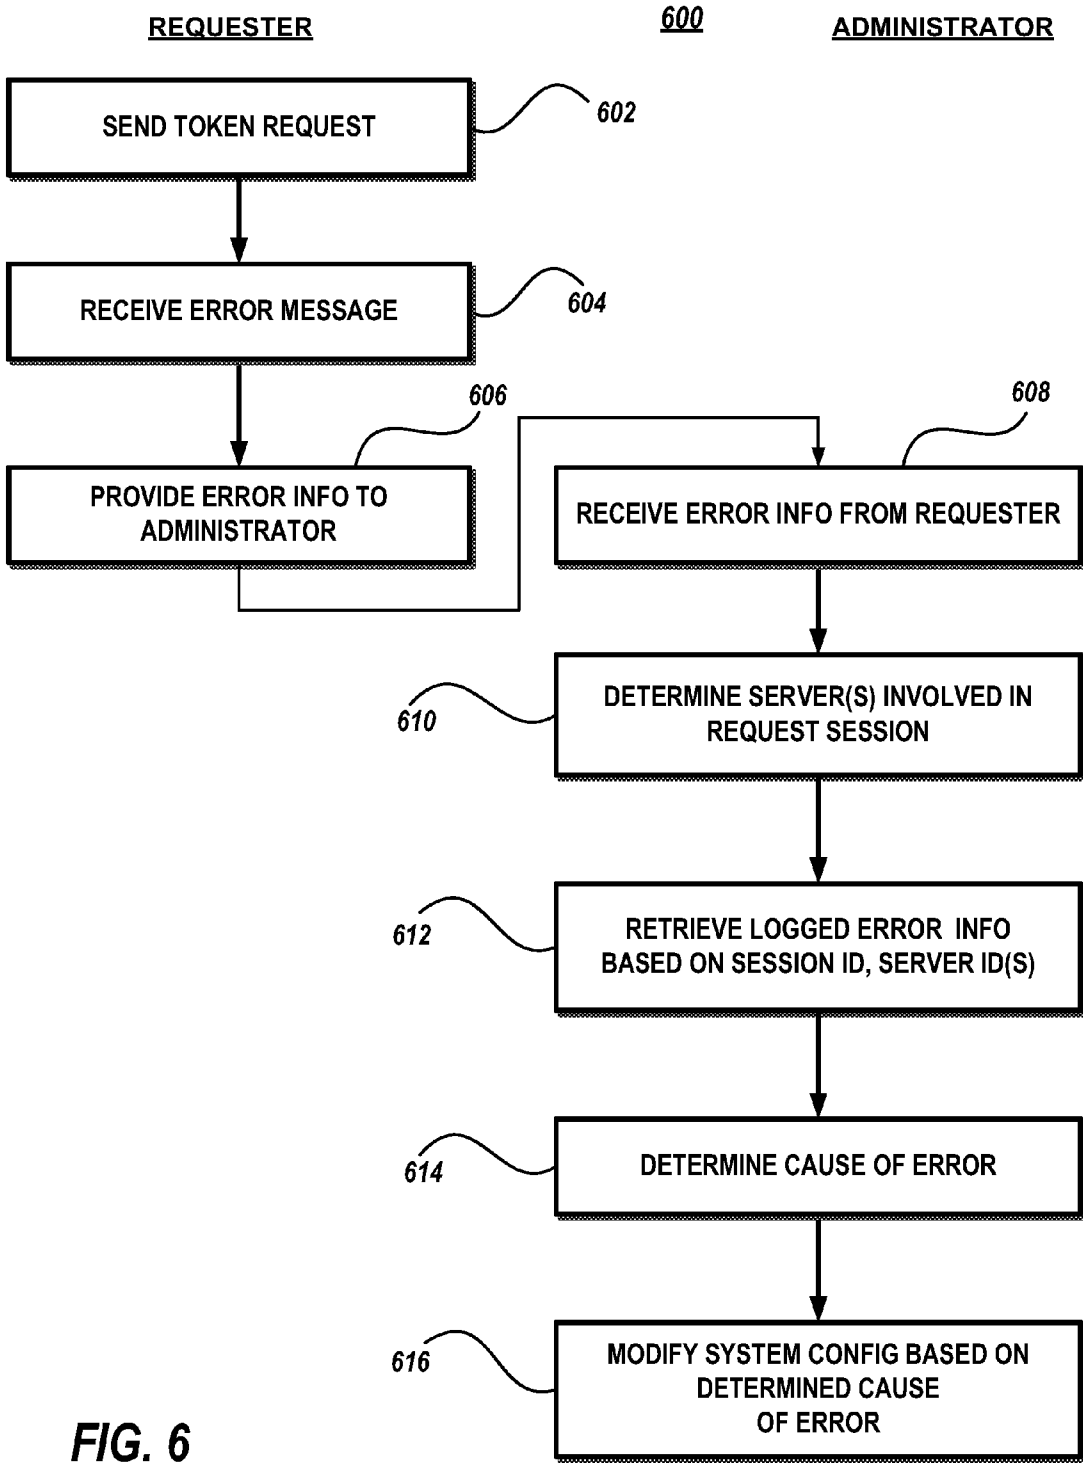 REQUESTER
600
ADMINISTRATOR
SEND TOKEN REQUEST
602
RECEIVE ERROR MESSAGE
604
606
PROVIDE ERROR INFO TO
ADMINISTRATOR
608
RECEIVE ERROR INFO FROM REQUESTER
610
DETERMINE SERVER(S) INVOLVED IN
REQUEST SESSION
612
RETRIEVE LOGGED ERROR INFO
BASED ON SESSION ID, SERVER ID(S)
614
DETERMINE CAUSE OF ERROR
616
MODIFY SYSTEM CONFIG BASED ON
DETERMINED CAUSE
OF ERROR
FIG. 6